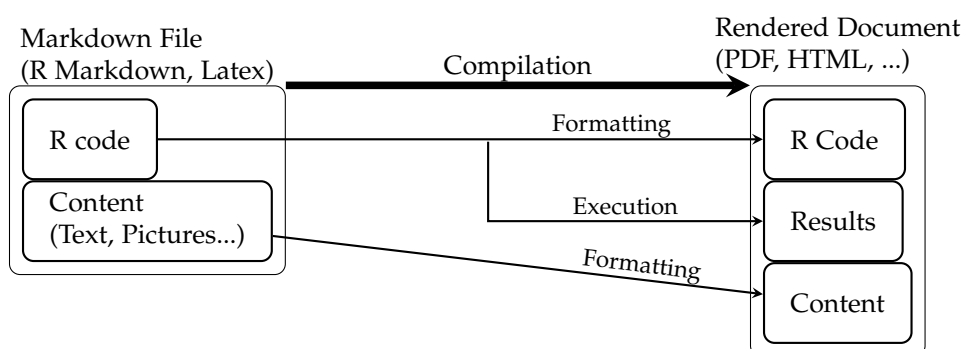 Markdown File
(R Markdown, Latex)
Rendered Document
(PDF, HTML, ...)
Compilation
R code
Formatting
R Code
Content
(Text, Pictures...)
Execution
Results
Formatting
Content